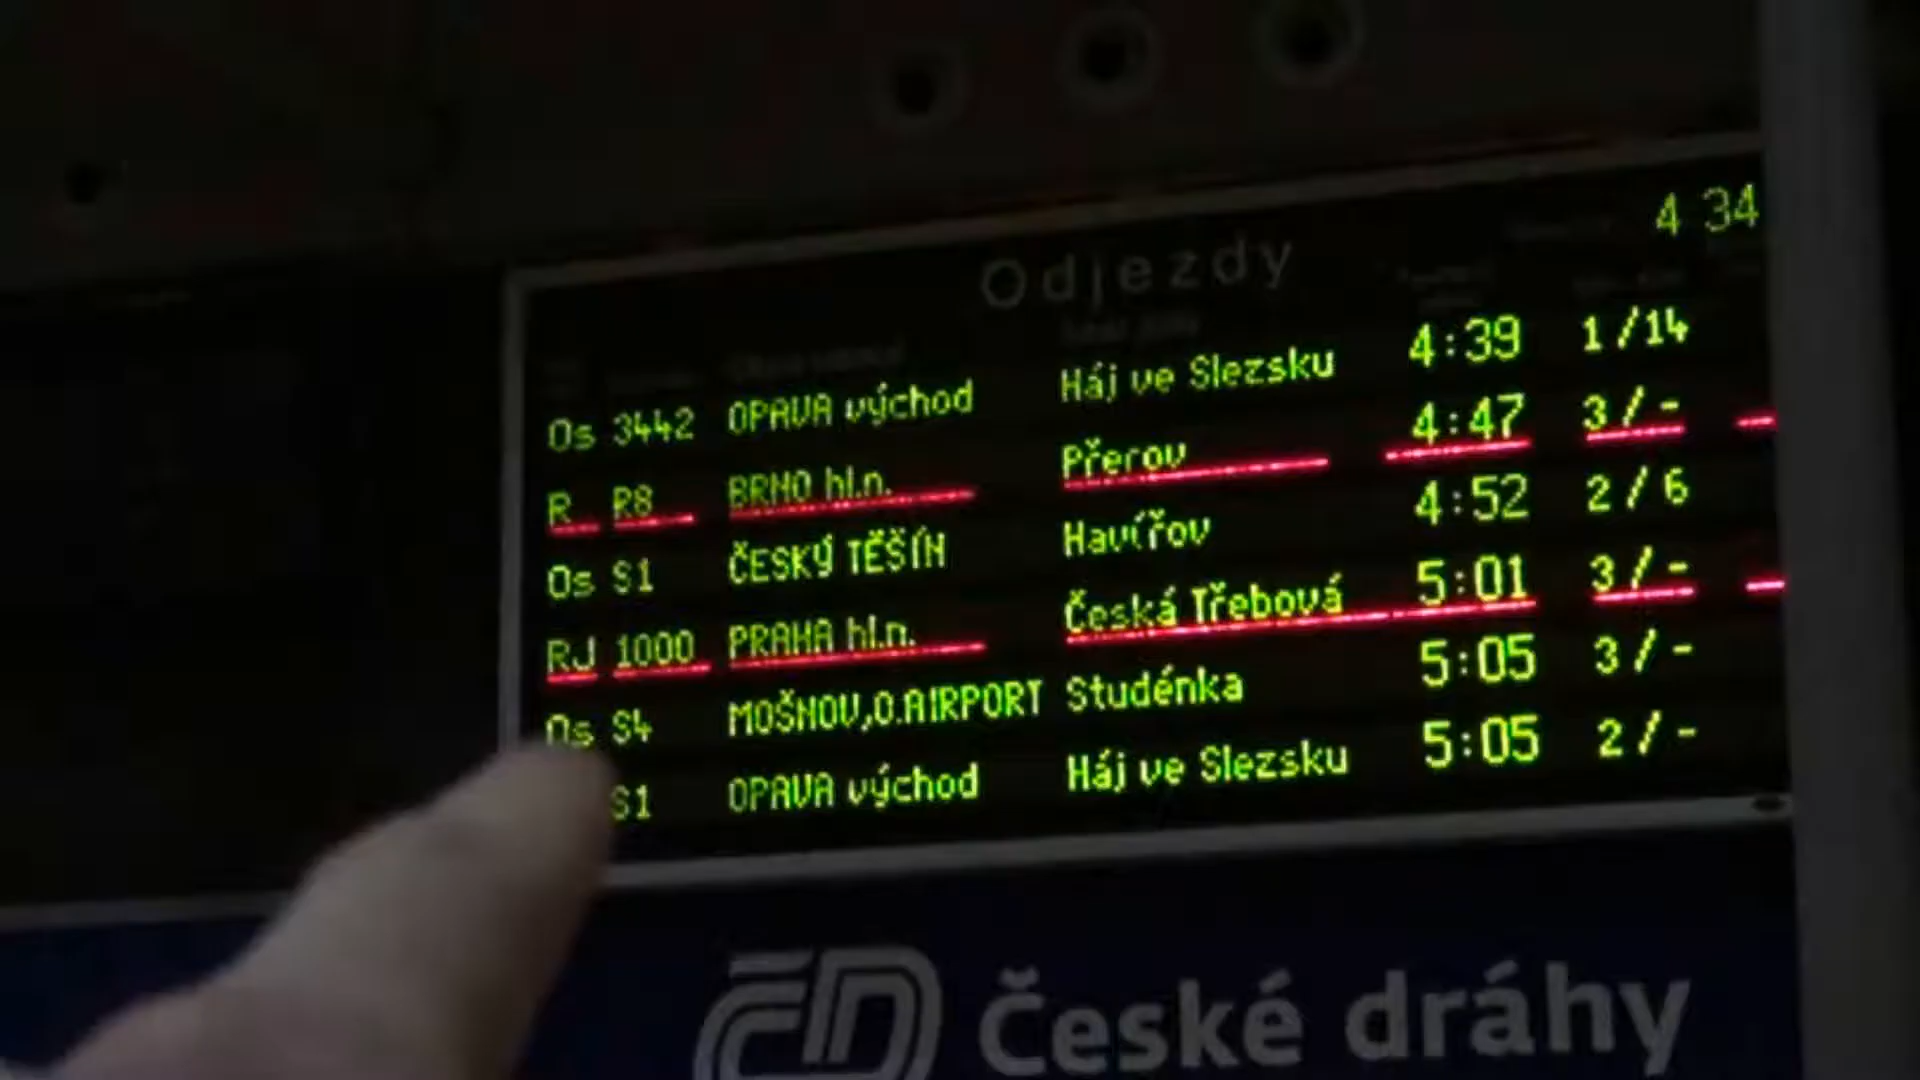 4 34
Odjezdy
Os 3442 OPAVA východ Háj ve Slezsku 4:39 1/14
R R8 BRNO hl.n. Přerov 4:47 3/-
Os S1 ČESKÝ TĚŠÍN Havířov 4:52 2/6
RJ 1000 PRAHA hl.n. Česká Třebová 5:01 3/-
Os S4 MOŠNOV,O.AIRPORT Studénka 5:05 3/-
S1 OPAVA východ Háj ve Slezsku 5:05 2/-
ČD České dráhy